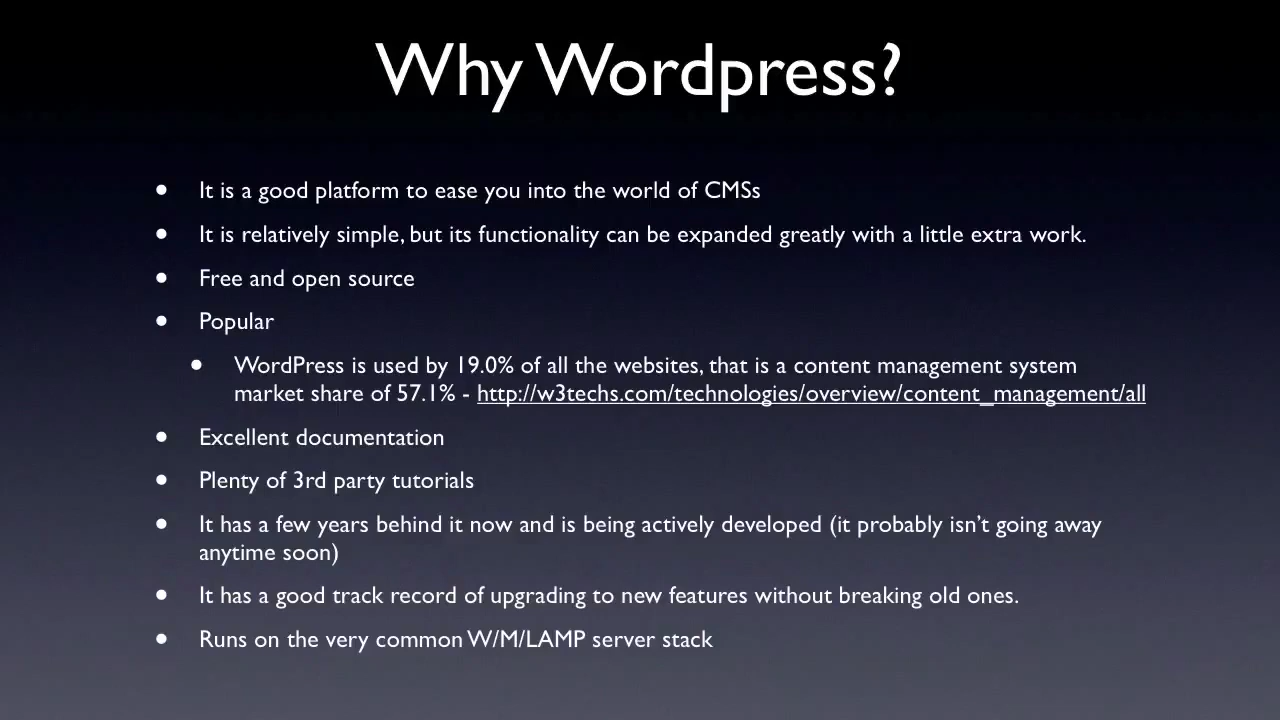 Why Wordpress?
• It is a good platform to ease you into the world of CMSs
• It is relatively simple, but its functionality can be expanded greatly with a little extra work.
• Free and open source
• Popular
• WordPress is used by 19.0% of all the websites, that is a content management system
market share of 57.1% - http://w3techs.com/technologies/overview/content_management/all
• Excellent documentation
• Plenty of 3rd party tutorials
• It has a few years behind it now and is being actively developed (it probably isn’t going away
anytime soon)
• It has a good track record of upgrading to new features without breaking old ones.
• Runs on the very common W/M/LAMP server stack